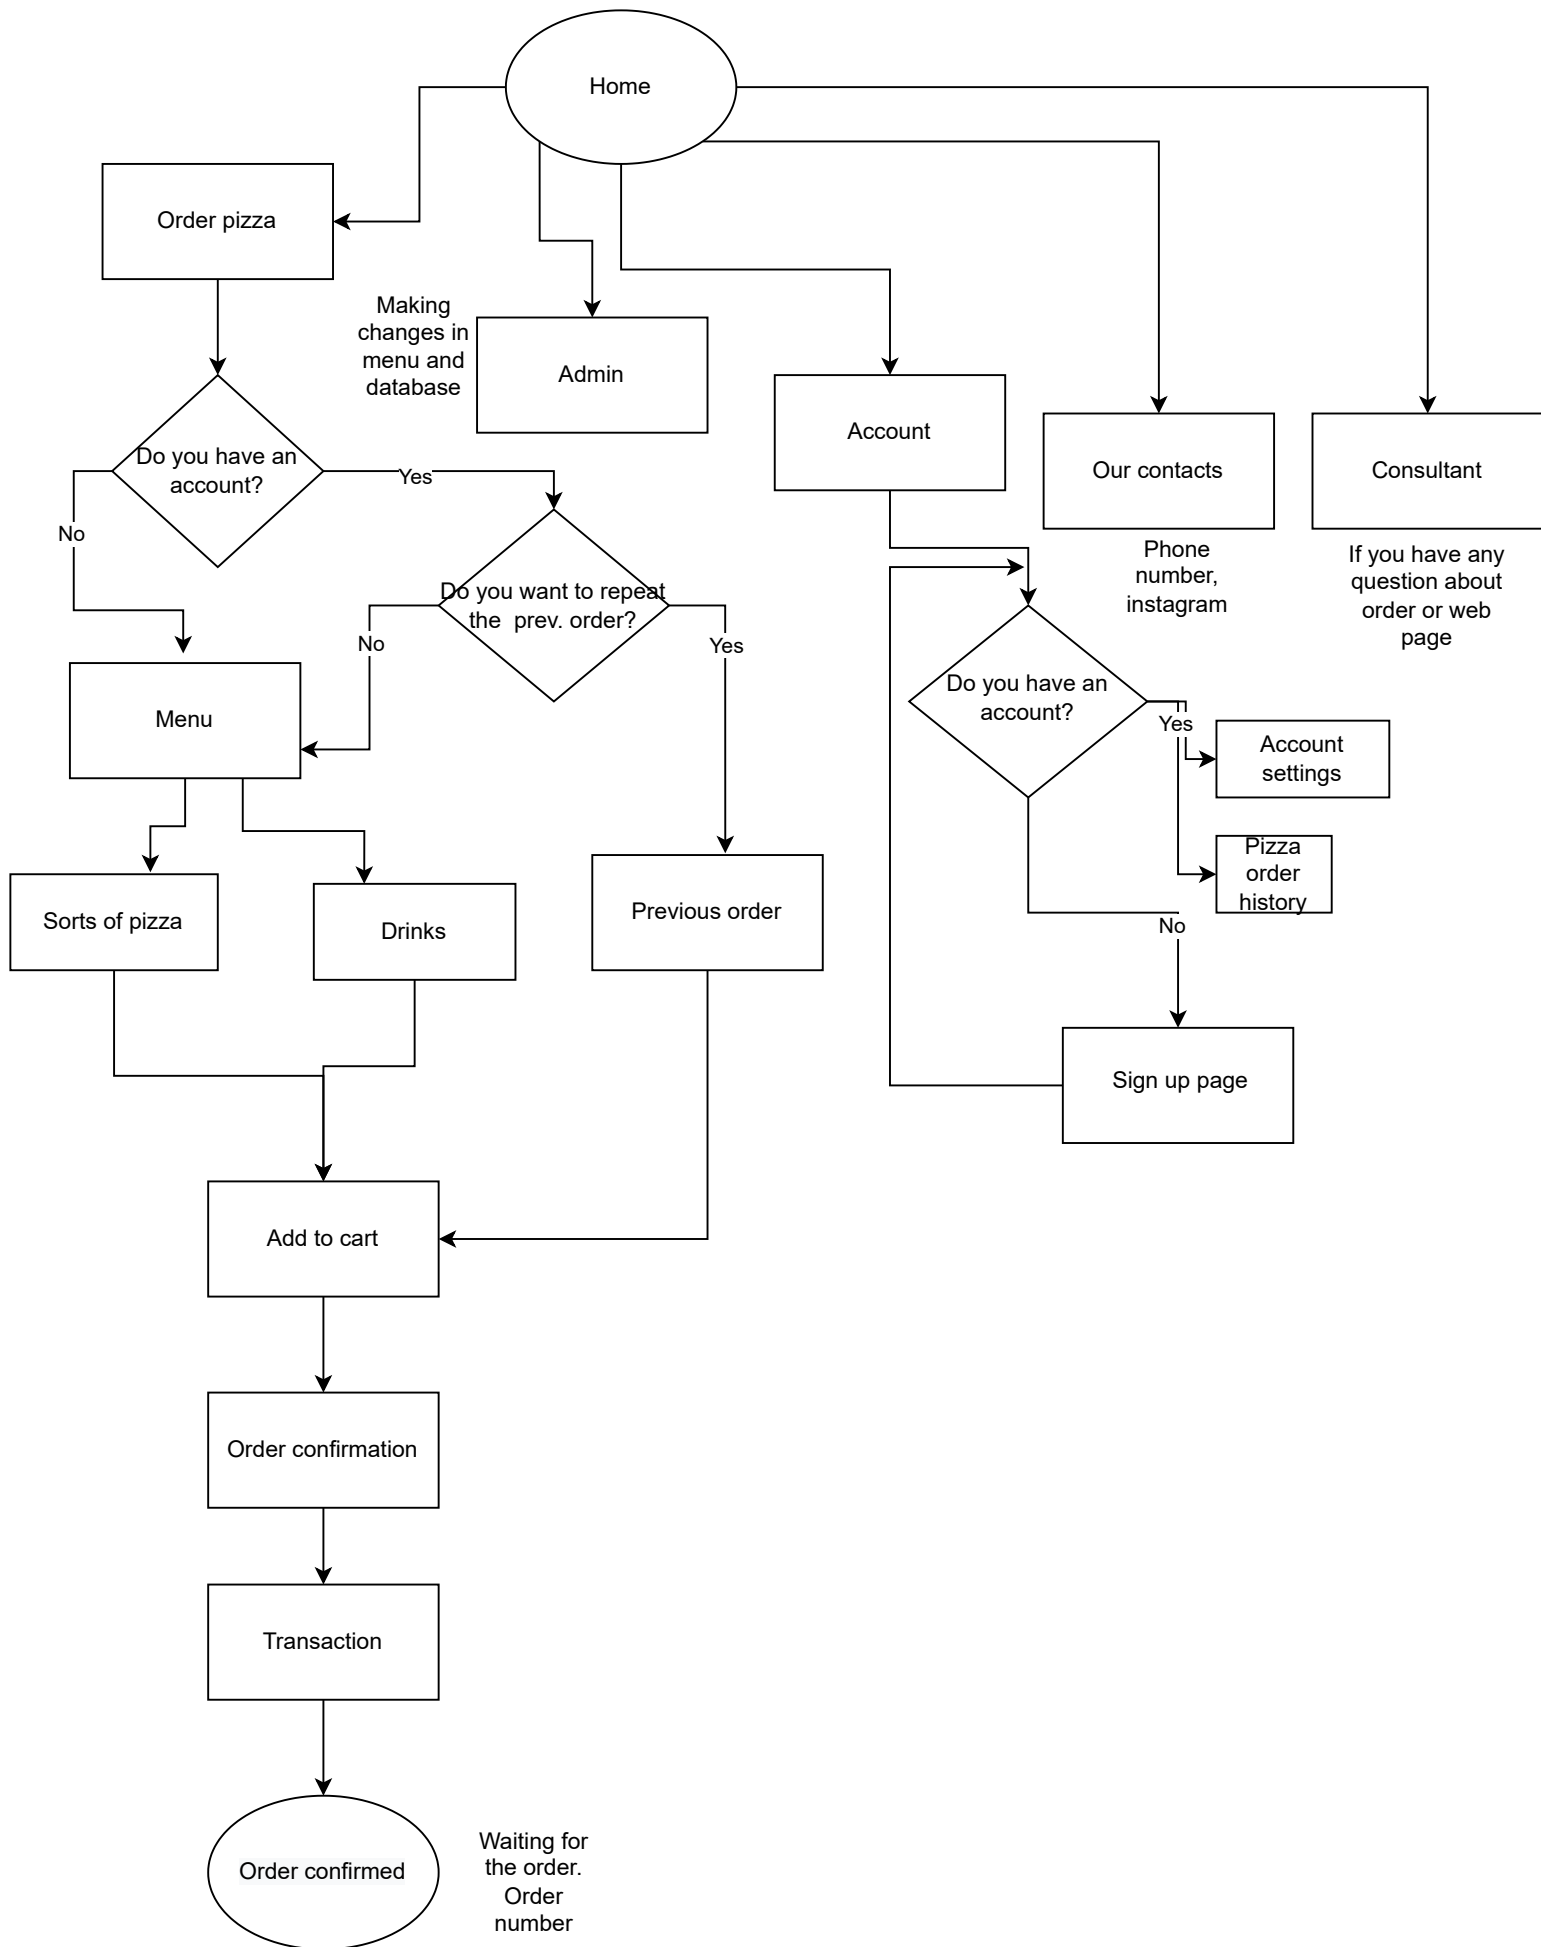 Home
Order pizza
Making
changes in
menu and
database
Admin
Account
Our contacts
Consultant
Phone
number,
instagram
If you have any
question about
order or web
page
Do you have an
account?
Yes
No
Do you want to repeat
the  prev. order?
No
Yes
Menu
Do you have an
account?
Yes
Account
settings
Pizza
order
history
No
Sorts of pizza
Drinks
Previous order
Sign up page
Add to cart
Order confirmation
Transaction
Order confirmed
Waiting for
the order.
Order
number